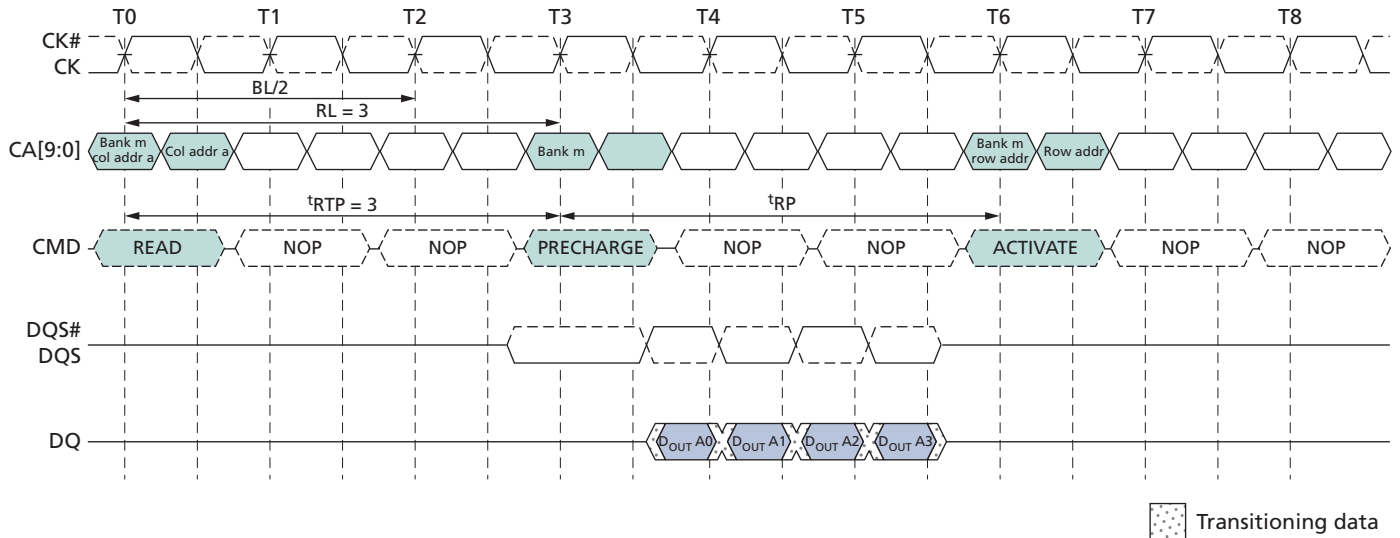 T0 T1 T2 T3 T4 T5 T6 T7 T8
CK#
CK
BL/2
RL = 3
CA[9:0]
Bank m
col addr a
Col addr a
Bank m
Bank m
row addr
Row addr
tRTP = 3
tRP
CMD READ NOP NOP PRECHARGE NOP NOP ACTIVATE NOP NOP
DQS#
DQS
DQ DOUT A0 DOUT A1 DOUT A2 DOUT A3
Transitioning data